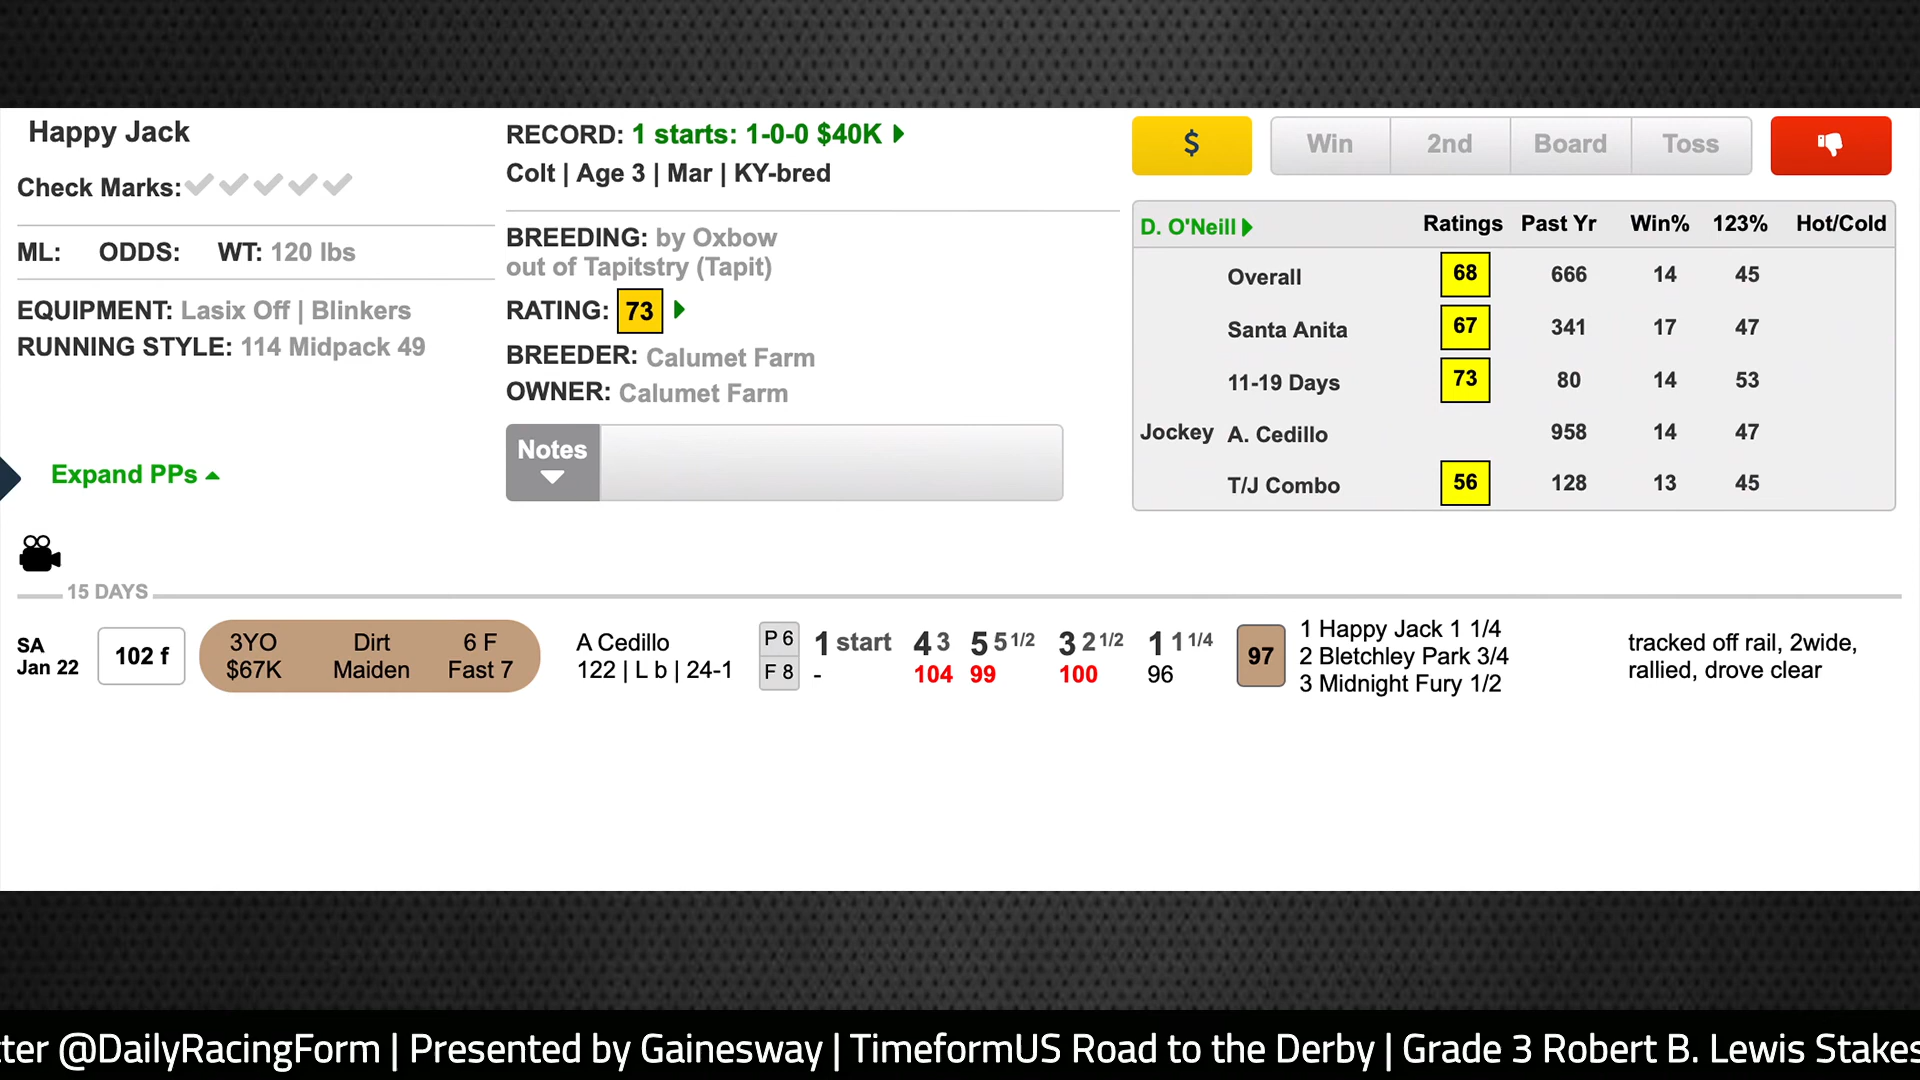 Happy Jack
Check Marks:
ML: ODDS: WT: 120 lbs
EQUIPMENT: Lasix Off | Blinkers
RUNNING STYLE: 114 Midpack 49
Expand PPs
RECORD: 1 starts: 1-0-0 $40K
Colt | Age 3 | Mar | KY-bred
BREEDING: by Oxbow
out of Tapitstry (Tapit)
RATING: 73
BREEDER: Calumet Farm
OWNER: Calumet Farm
Notes
$ Win 2nd Board Toss
D. O'Neill Ratings Past Yr Win% 123% Hot/Cold
Overall 68 666 14 45
Santa Anita 67 341 17 47
11-19 Days 73 80 14 53
Jockey A. Cedillo 958 14 47
T/J Combo 56 128 13 45
15 DAYS
SA
Jan 22
102 f
3YO Dirt 6 F
$67K Maiden Fast 7
A Cedillo
122 | L b | 24-1
P 6
F 8
1 start 4 3 5 5 1/2 3 2 1/2 1 1 1/4
- 104 99 100 96
97
1 Happy Jack 1 1/4
2 Bletchley Park 3/4
3 Midnight Fury 1/2
tracked off rail, 2wide,
rallied, drove clear
tter @DailyRacingForm | Presented by Gainesway | TimeformUS Road to the Derby | Grade 3 Robert B. Lewis Stakes